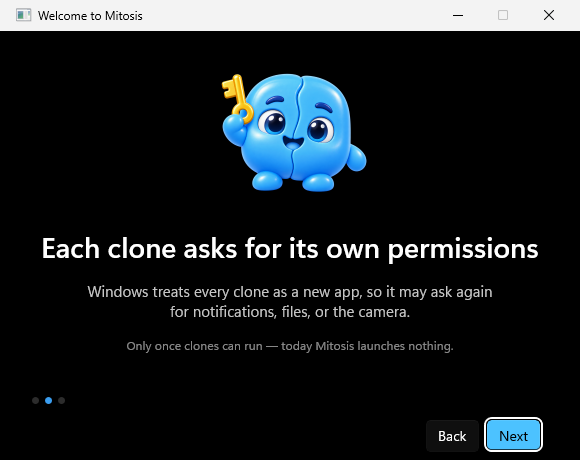 Welcome to Mitosis
Each clone asks for its own permissions
Windows treats every clone as a new app, so it may ask again
for notifications, files, or the camera.
Only once clones can run — today Mitosis launches nothing.
Back
Next